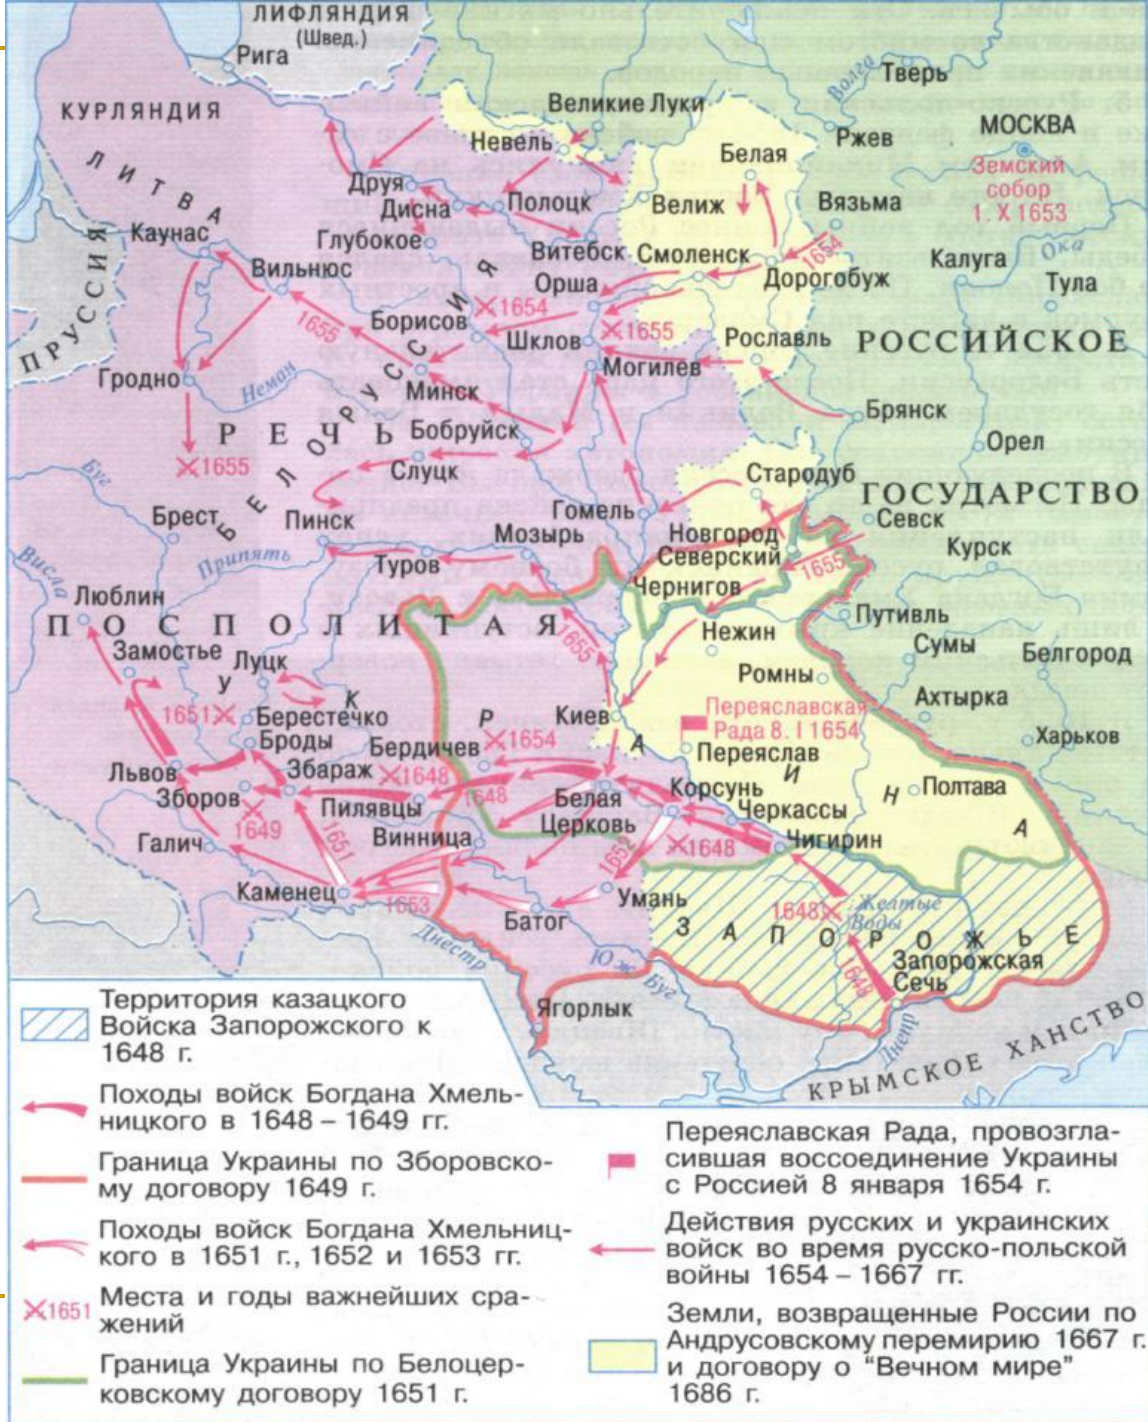 ЛИФЛЯНДИЯ
(Швед.)
Рига
КУРЛЯНДИЯ
ЛИТВА
Великие Луки
Волга
Тверь
Невель
Белая
Ржев
МОСКВА
Земский
собор
1. X 1653
Друя
Дисна
Полоцк
Велиж
Вязьма
Каунас
Глубокое
Витебск
Смоленск
1654
Ока
Калуга
Вильнюс
Орша
Дорогобуж
Тула
ПРУССИЯ
1655
Борисов
1654
1655
Шклов
Рославль
РОССИЙСКОЕ
Гродно
Неман
Могилев
Минск
БЕЛОРУССИЯ
РЕЧЬ
Бобруйск
Брянск
1655
Слуцк
Орел
Буг
Стародуб
ГОСУДАРСТВО
Брест
Пинск
Гомель
Севск
Мозырь
Новгород
Северский
Курск
Висла
Припять
Туров
1655
Люблин
Чернигов
Путивль
ПОСПОЛИТАЯ
Нежин
Сумы
Белгород
Замостье
Луцк
1655
Ромны
УКРАИНА
Ахтырка
1651
Берестечко
Киев
Переяславская
Рада 8. I 1654
Харьков
Броды
Бердичев
1654
Переяслав
Львов
Збараж
1648
1648
Корсунь
Полтава
Зборов
Пилявцы
Белая
Церковь
Черкассы
1649
Винница
Чигирин
Галич
1651
1652
1648
Каменец
1653
Умань
1648
Желтые
Воды
Батог
ЗАПОРОЖЬЕ
Днестр
Юж. Буг
1648
Запорожская
Сечь
Ягорлык
Днепр
КРЫМСКОЕ ХАНСТВО
Территория казацкого
Войска Запорожского к
1648 г.
Походы войск Богдана Хмель-
ницкого в 1648 – 1649 гг.
Граница Украины по Зборовско-
му договору 1649 г.
Походы войск Богдана Хмельниц-
кого в 1651 г., 1652 и 1653 гг.
1651
Места и годы важнейших сра-
жений
Граница Украины по Белоцер-
ковскому договору 1651 г.
Переяславская Рада, провозгла-
сившая воссоединение Украины
с Россией 8 января 1654 г.
Действия русских и украинских
войск во время русско-польской
войны 1654 – 1667 гг.
Земли, возвращенные России по
Андрусовскому перемирию 1667 г.
и договору о “Вечном мире”
1686 г.